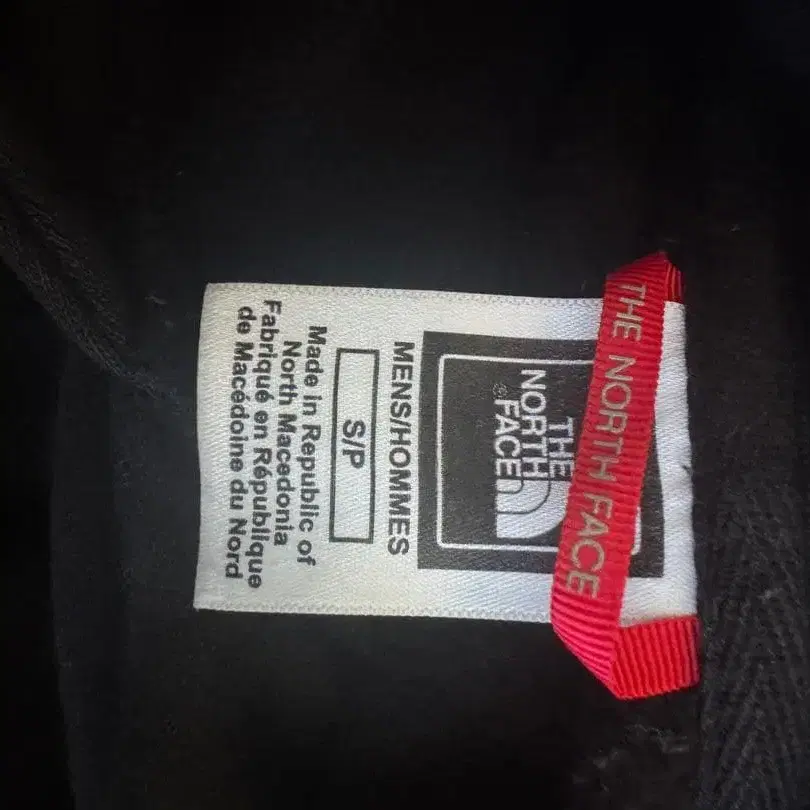 THE NORTH FACE
THE
NORTH
FACE
®
MENS/HOMMES
S/P
Made in Republic of
North Macedonia
Fabriqué en République
de Macédoine du Nord